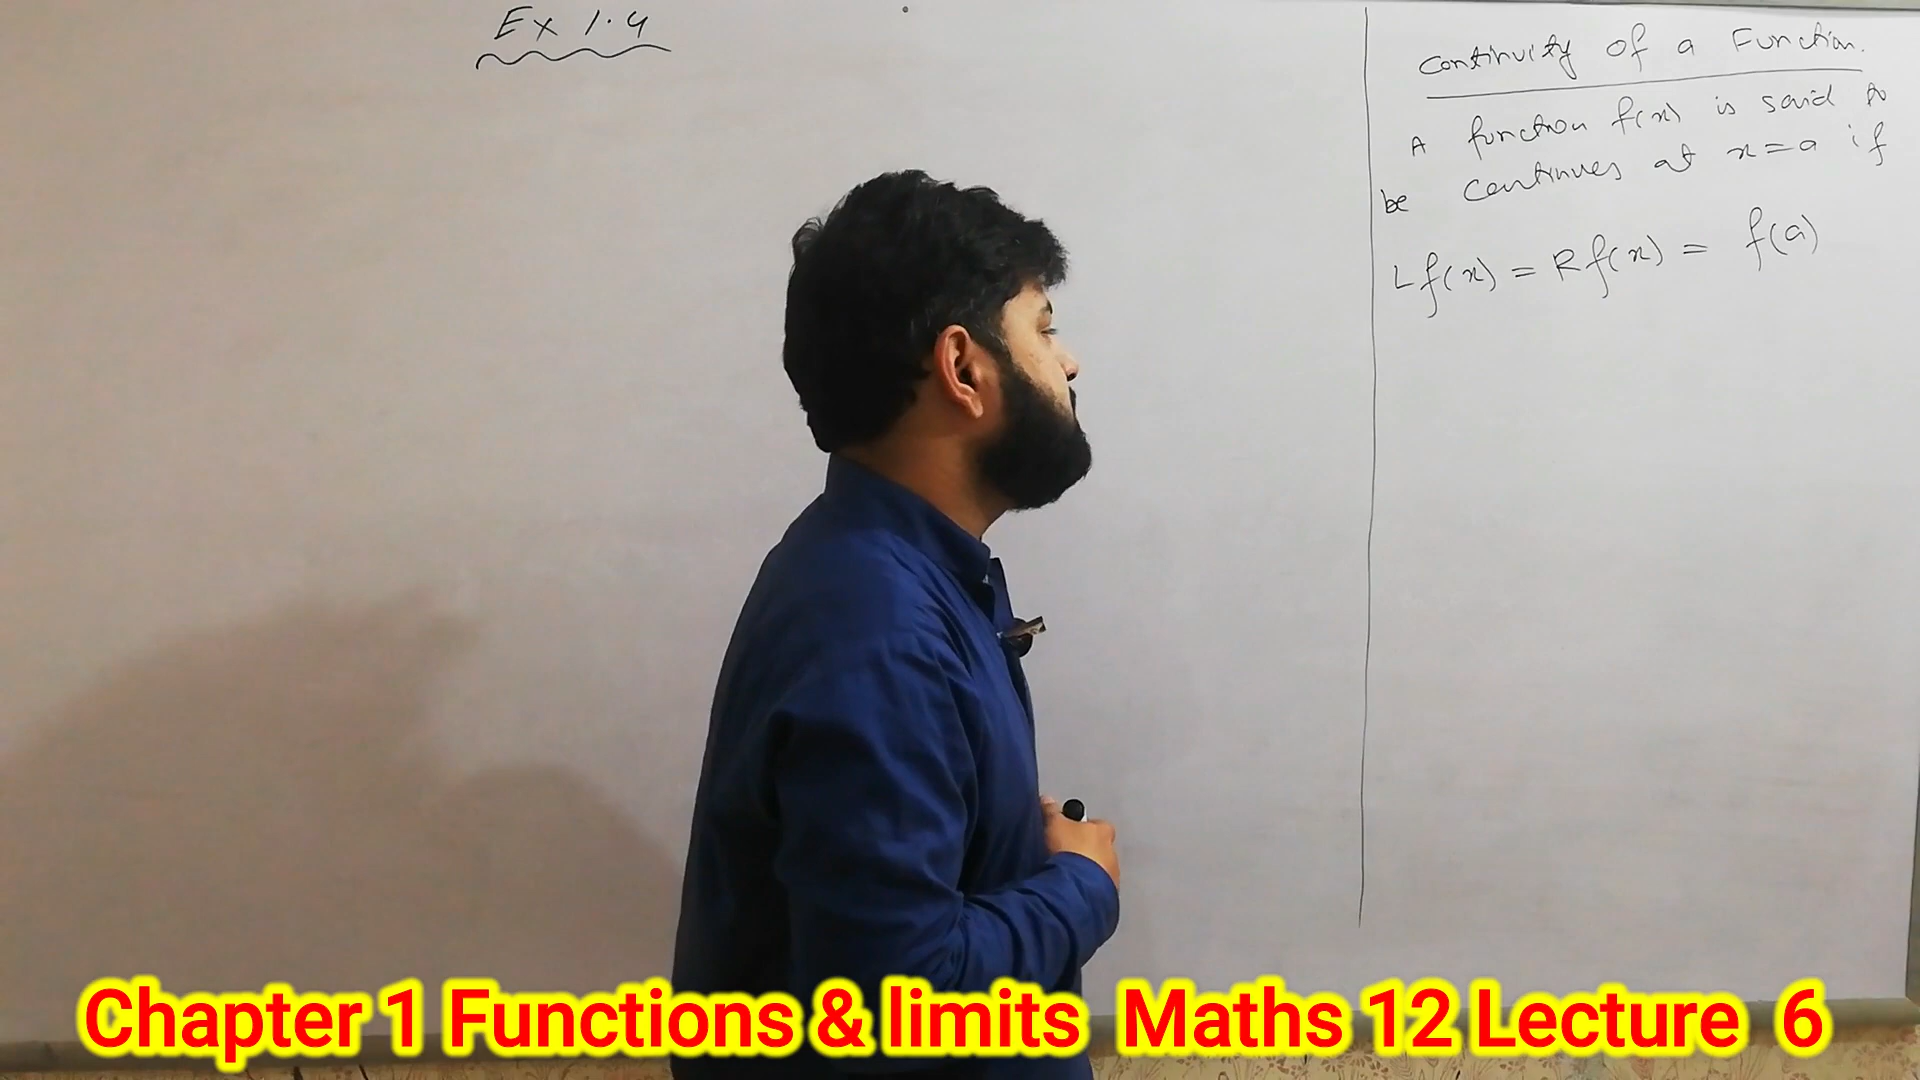 Ex 1.4
Continuity of a Function.
A function f(x) is said to
be continues at x=a if
Lf(x) = Rf(x) = f(a)
Chapter 1 Functions & limits Maths 12 Lecture 6